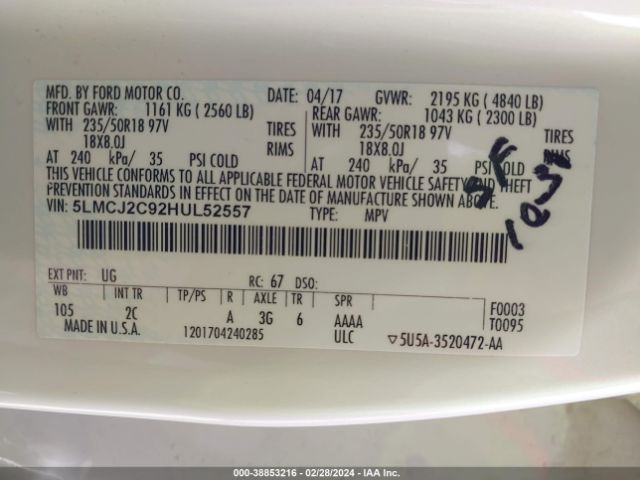 MFD. BY FORD MOTOR CO.
DATE: 04/17 GVWR: 2195 KG ( 4840 LB)
FRONT GAWR: 1161 KG ( 2560 LB)
REAR GAWR: 1043 KG ( 2300 LB)
WITH 235/50R18 97V TIRES
WITH 235/50R18 97V TIRES
18X8.0J RIMS
18X8.0J
AT 240 kPa/ 35 PSI COLD
AT 240 kPa/ 35 PSI COLD
THIS VEHICLE CONFORMS TO ALL APPLICABLE FEDERAL MOTOR VEHICLE SAFETY AND THEFT
PREVENTION STANDARDS IN EFFECT ON THE DATE OF MANUFACTURE SHOWN ABOVE.
VIN: 5LMCJ2C92HUL52557 TYPE: MPV
EXT PNT: UG RC: 67 DSO:
WB INT TR TP/PS R AXLE TR SPR
105 2C A 3G 6 AAAA
ULC
F0003
T0095
MADE IN U.S.A. 1201704240285
▽5U5A-3520472-AA
000-38853216 - 02/28/2024 - IAA Auctions